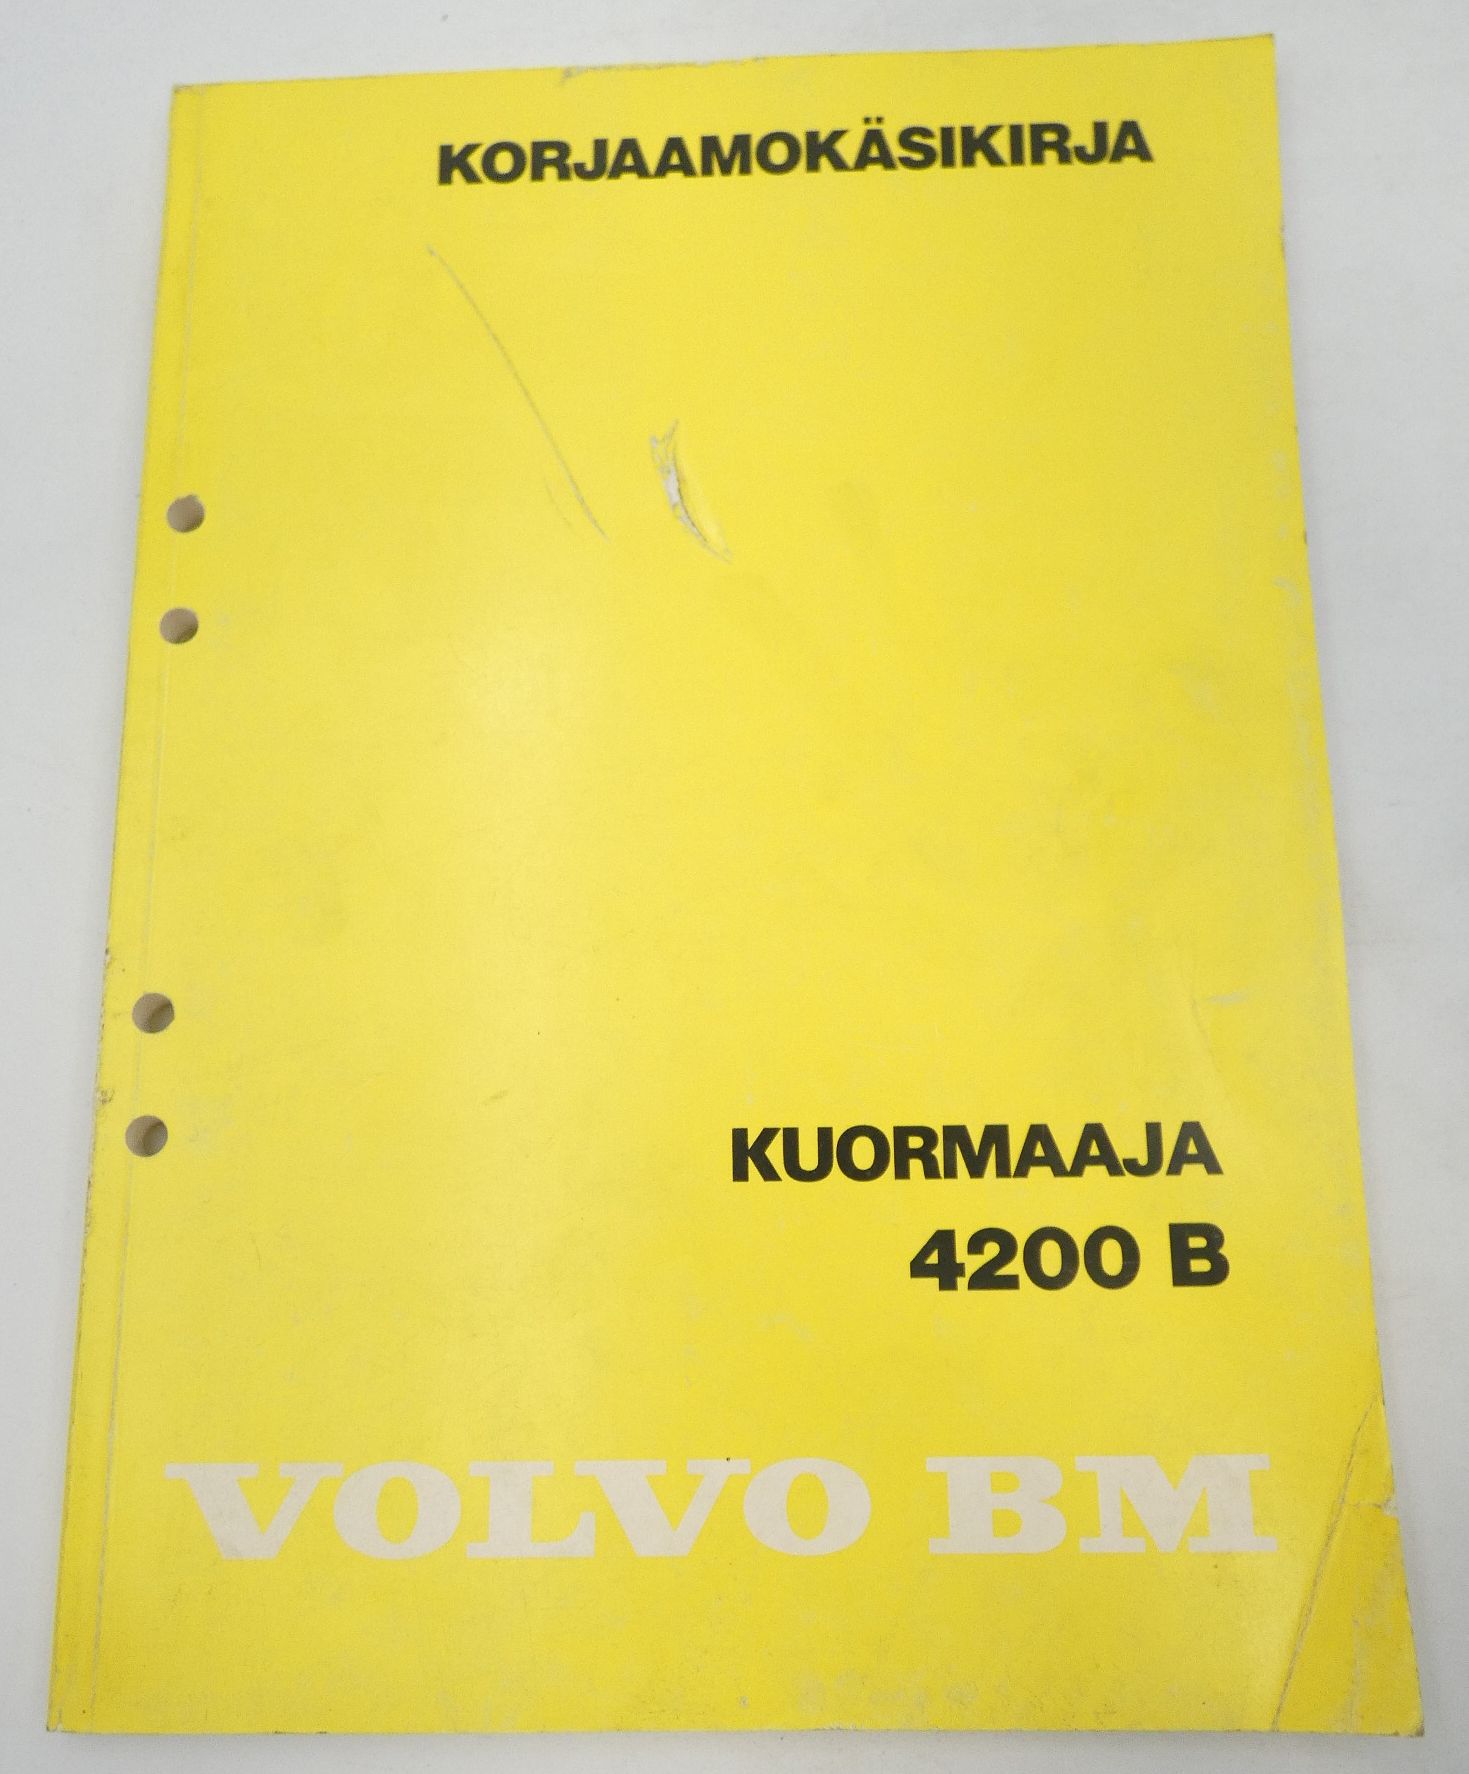 KORJAAMOKÄSIKIRJA
KUORMAAJA
4200 B
VOLVO BM